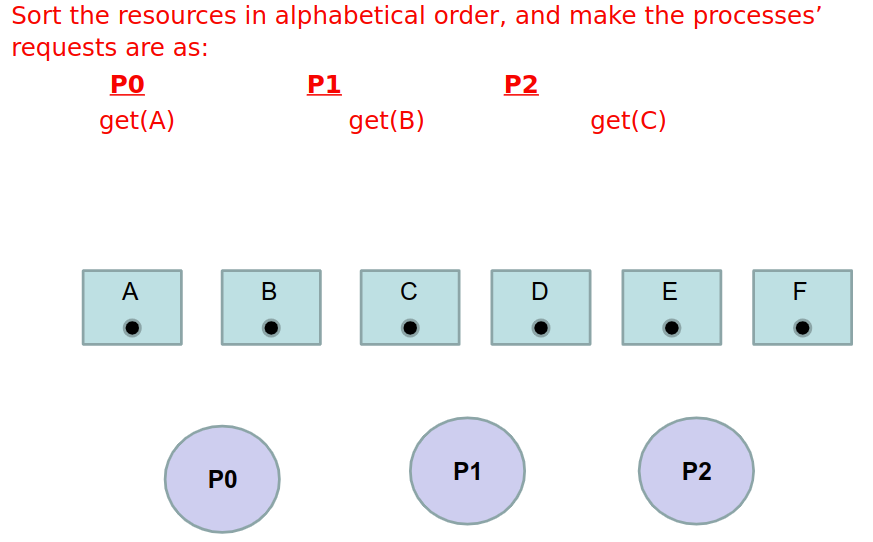 Sort the resources in alphabetical order, and make the processes’
requests are as:
P0 P1 P2
get(A) get(B) get(C)
A B C D E F
P0 P1 P2